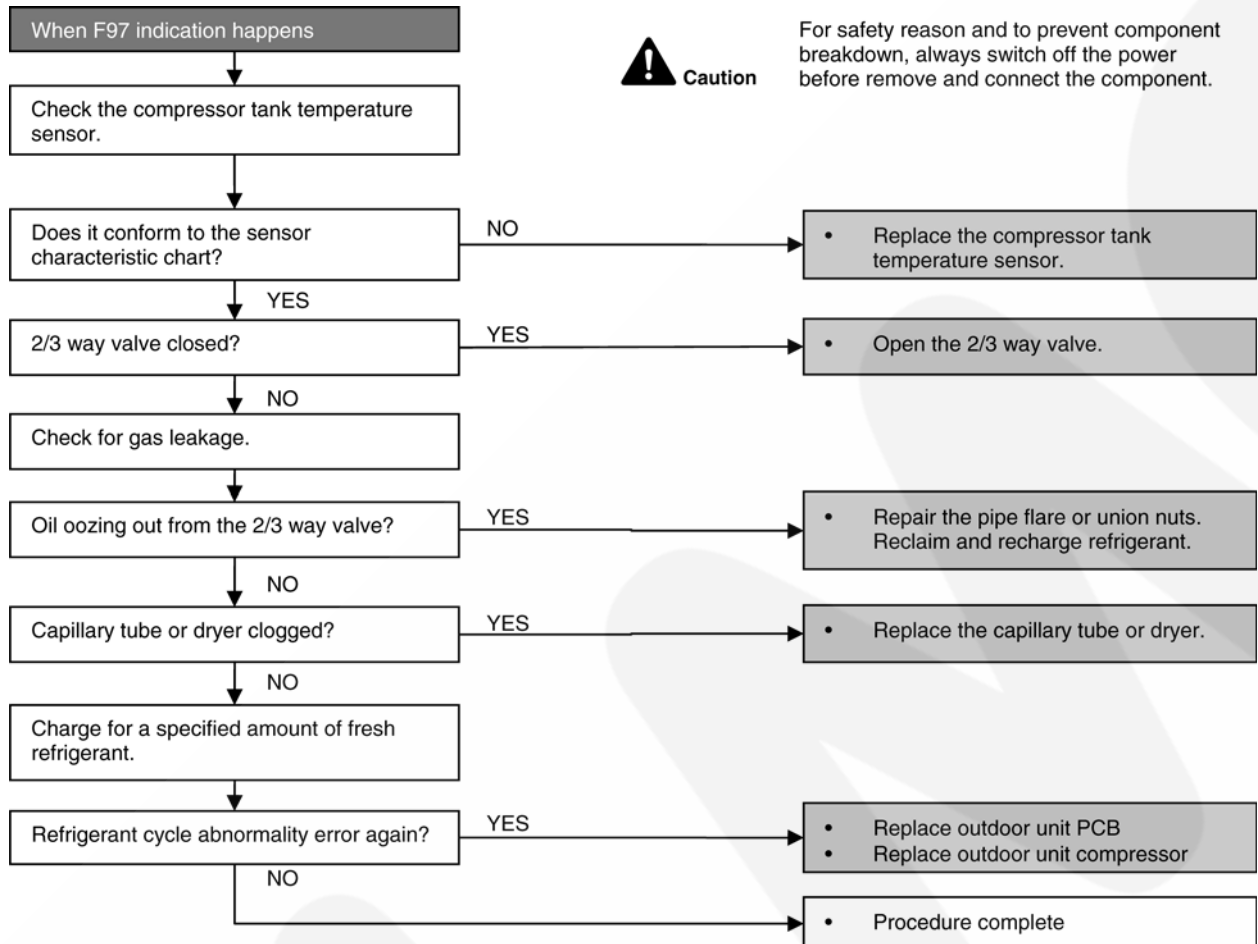 When F97 indication happens
For safety reason and to prevent component
breakdown, always switch off the power
before remove and connect the component.
Caution
Check the compressor tank temperature
sensor.
Does it conform to the sensor
characteristic chart?
NO
• Replace the compressor tank
temperature sensor.
YES
2/3 way valve closed?
YES
• Open the 2/3 way valve.
NO
Check for gas leakage.
Oil oozing out from the 2/3 way valve?
YES
• Repair the pipe flare or union nuts.
Reclaim and recharge refrigerant.
NO
Capillary tube or dryer clogged?
YES
• Replace the capillary tube or dryer.
NO
Charge for a specified amount of fresh
refrigerant.
Refrigerant cycle abnormality error again?
YES
• Replace outdoor unit PCB
• Replace outdoor unit compressor
NO
• Procedure complete